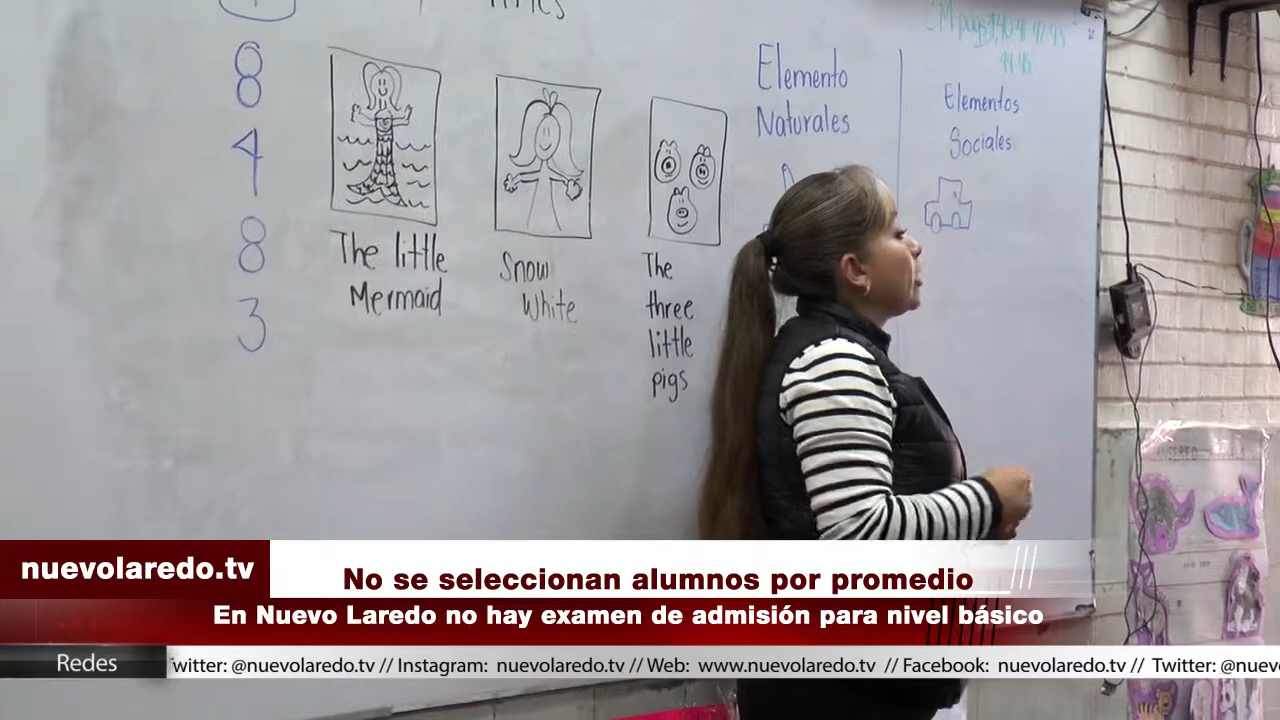 8
8
4
8
3
The little
Mermaid
Snow
White
The
three
little
pigs
Elemento
Naturales
Elementos
Sociales
nuevolaredo.tv
No se seleccionan alumnos por promedio
En Nuevo Laredo no hay examen de admisión para nivel básico
Redes
witter: @nuevolaredo.tv // Instagram: nuevolaredo.tv // Web: www.nuevolaredo.tv // Facebook: nuevolaredo.tv // Twitter: @nuevo